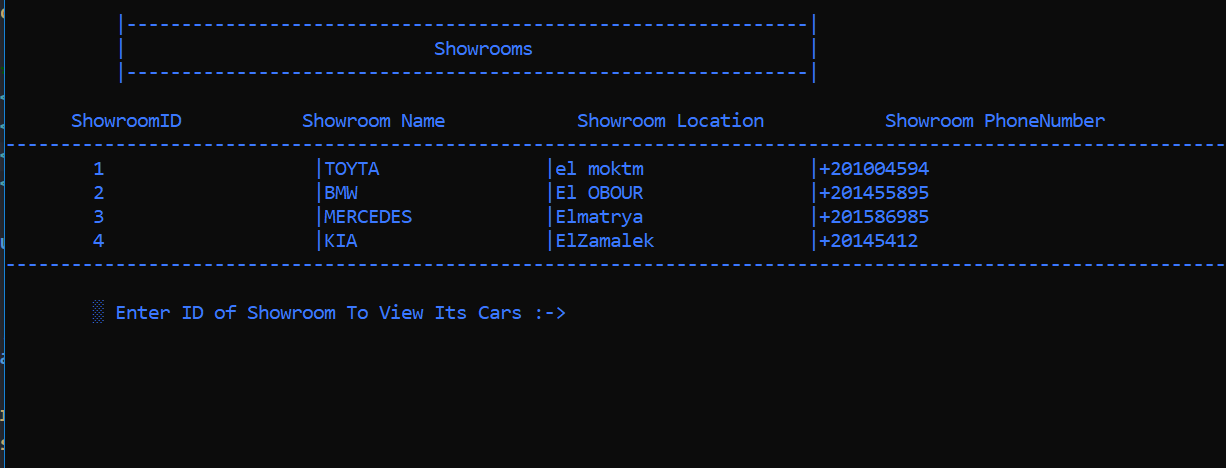 Showrooms
ShowroomID Showroom Name Showroom Location Showroom PhoneNumber
1 |TOYTA |el moktm |+201004594
2 |BMW |El OBOUR |+201455895
3 |MERCEDES |Elmatrya |+201586985
4 |KIA |ElZamalek |+20145412
Enter ID of Showroom To View Its Cars :->